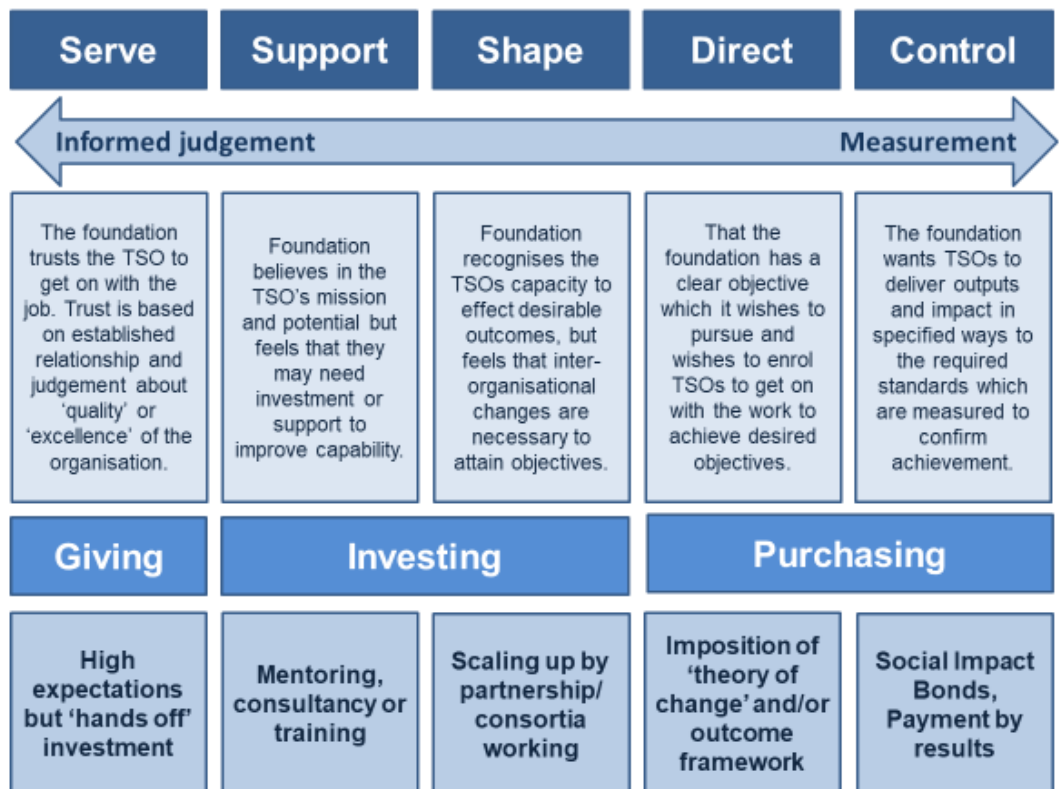 Serve
Support
Shape
Direct
Control
Informed judgement
Measurement
The foundation
trusts the TSO to
get on with the
job. Trust is based
on established
relationship and
judgement about
‘quality’ or
‘excellence’ of the
organisation.
Foundation
believes in the
TSO’s mission
and potential but
feels that they
may need
investment or
support to
improve capability.
Foundation
recognises the
TSOs capacity to
effect desirable
outcomes, but
feels that inter-
organisational
changes are
necessary to
attain objectives.
That the
foundation has a
clear objective
which it wishes to
pursue and
wishes to enrol
TSOs to get on
with the work to
achieve desired
objectives.
The foundation
wants TSOs to
deliver outputs
and impact in
specified ways to
the required
standards which
are measured to
confirm
achievement.
Giving
Investing
Purchasing
High
expectations
but ‘hands off’
investment
Mentoring,
consultancy or
training
Scaling up by
partnership/
consortia
working
Imposition of
‘theory of
change’ and/or
outcome
framework
Social Impact
Bonds,
Payment by
results